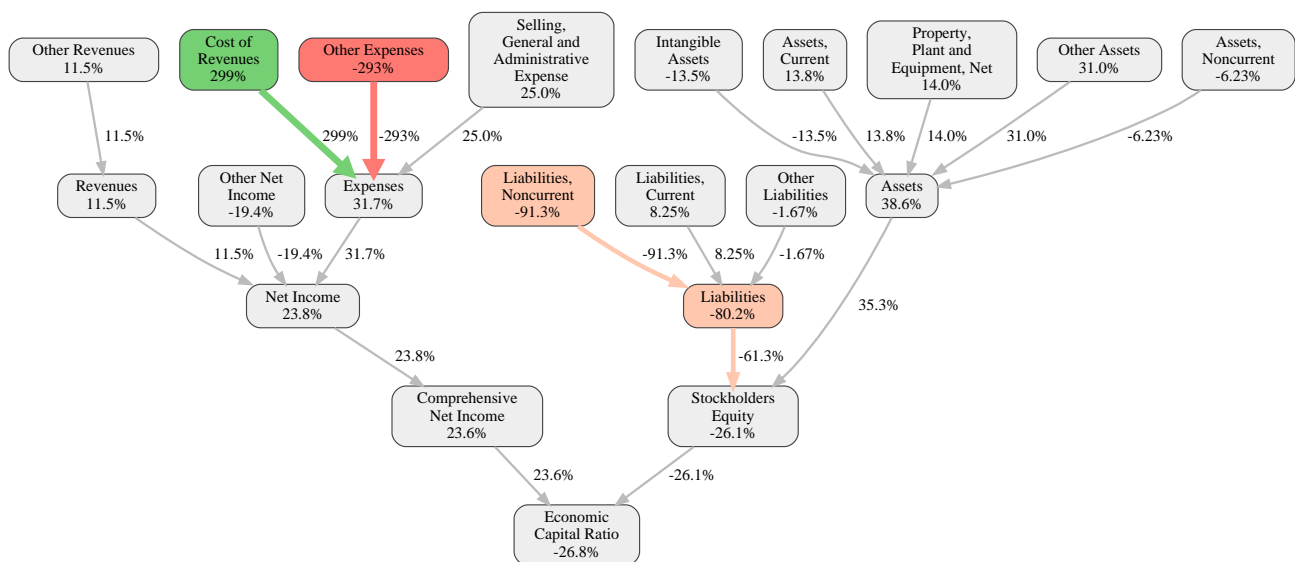 Other Revenues
11.5%
Cost of
Revenues
299%
Other Expenses
-293%
Selling,
General and
Administrative
Expense
25.0%
Intangible
Assets
-13.5%
Assets,
Current
13.8%
Property,
Plant and
Equipment, Net
14.0%
Other Assets
31.0%
Assets,
Noncurrent
-6.23%
11.5%
299%
-293%
25.0%
-13.5%
13.8%
14.0%
31.0%
-6.23%
Revenues
11.5%
Other Net
Income
-19.4%
Expenses
31.7%
Liabilities,
Noncurrent
-91.3%
Liabilities,
Current
8.25%
Other
Liabilities
-1.67%
Assets
38.6%
11.5%
-19.4%
31.7%
-91.3%
8.25%
-1.67%
Net Income
23.8%
Liabilities
-80.2%
35.3%
23.8%
-61.3%
Comprehensive
Net Income
23.6%
Stockholders
Equity
-26.1%
23.6%
-26.1%
Economic
Capital Ratio
-26.8%